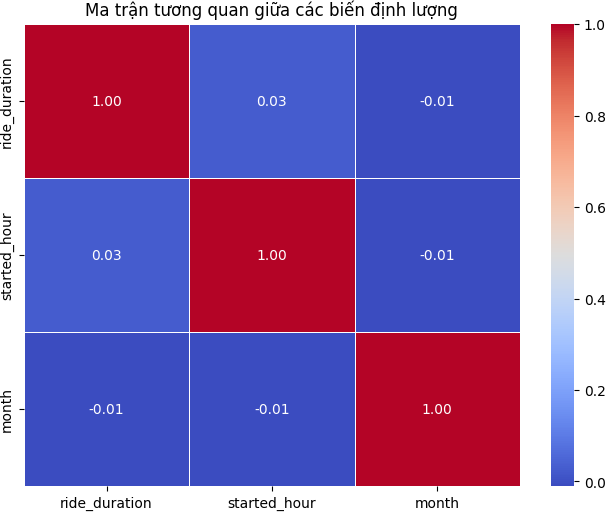 Ma trận tương quan giữa các biến định lượng
ride_duration
1.00
0.03
-0.01
started_hour
0.03
1.00
-0.01
month
-0.01
-0.01
1.00
ride_duration
started_hour
month
1.0
0.8
0.6
0.4
0.2
0.0